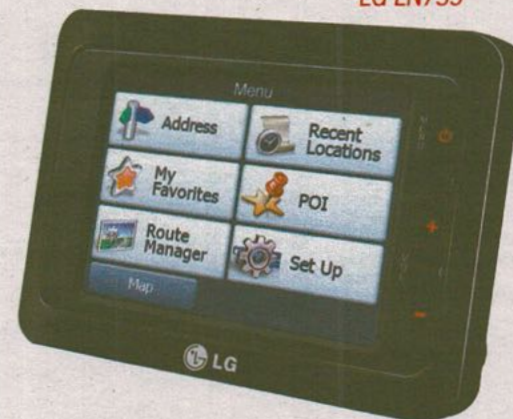 Menu
Address
Recent
Locations
My
Favorites
POI
Route
Manager
Set Up
Map
LG